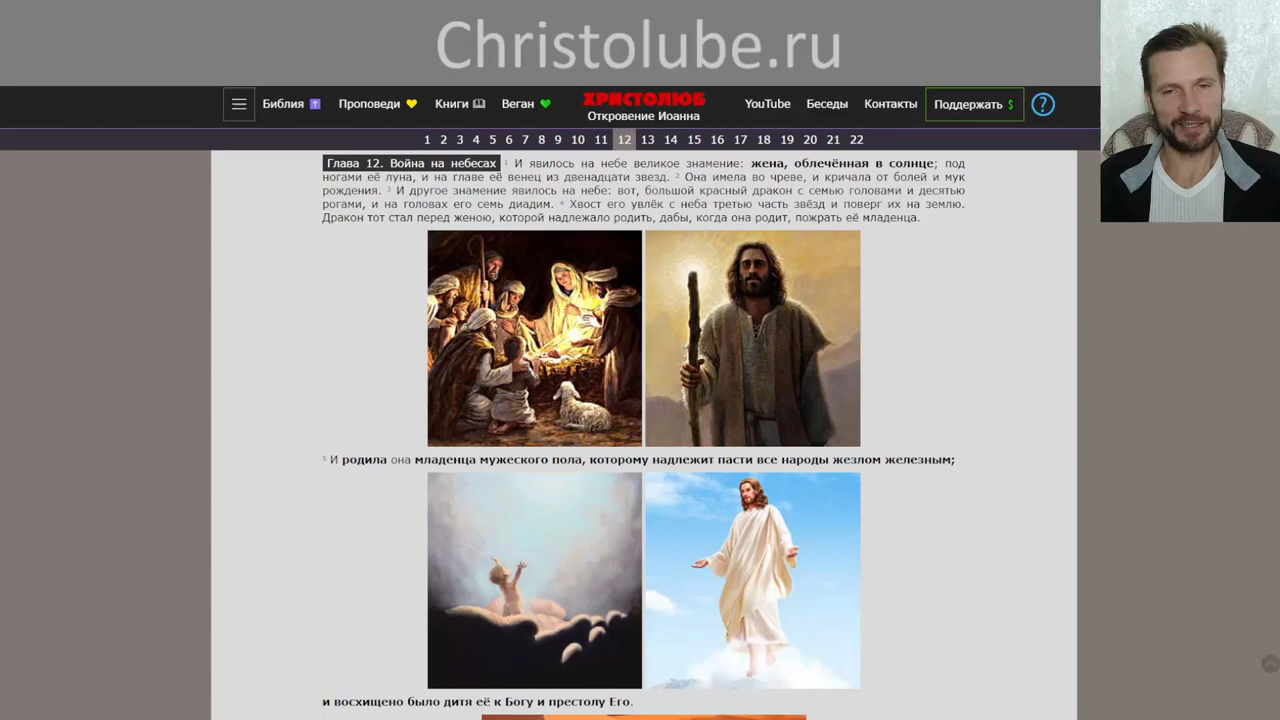 Christolube.ru
Библия Проповеди Книги Веган ХРИСТОЛЮБ YouTube Беседы Контакты Поддержать $ ?
Откровение Иоанна
1 2 3 4 5 6 7 8 9 10 11 12 13 14 15 16 17 18 19 20 21 22
Глава 12. Война на небесах 1 И явилось на небе великое знамение: жена, облечённая в солнце; под
ногами её луна, и на главе её венец из двенадцати звезд. 2 Она имела во чреве, и кричала от болей и мук
рождения. 3 И другое знамение явилось на небе: вот, большой красный дракон с семью головами и десятью
рогами, и на головах его семь диадим. 4 Хвост его увлёк с неба третью часть звёзд и поверг их на землю.
Дракон тот стал перед женою, которой надлежало родить, дабы, когда она родит, пожрать её младенца.
5 И родила она младенца мужеского пола, которому надлежит пасти все народы жезлом железным;
и восхищено было дитя её к Богу и престолу Его.